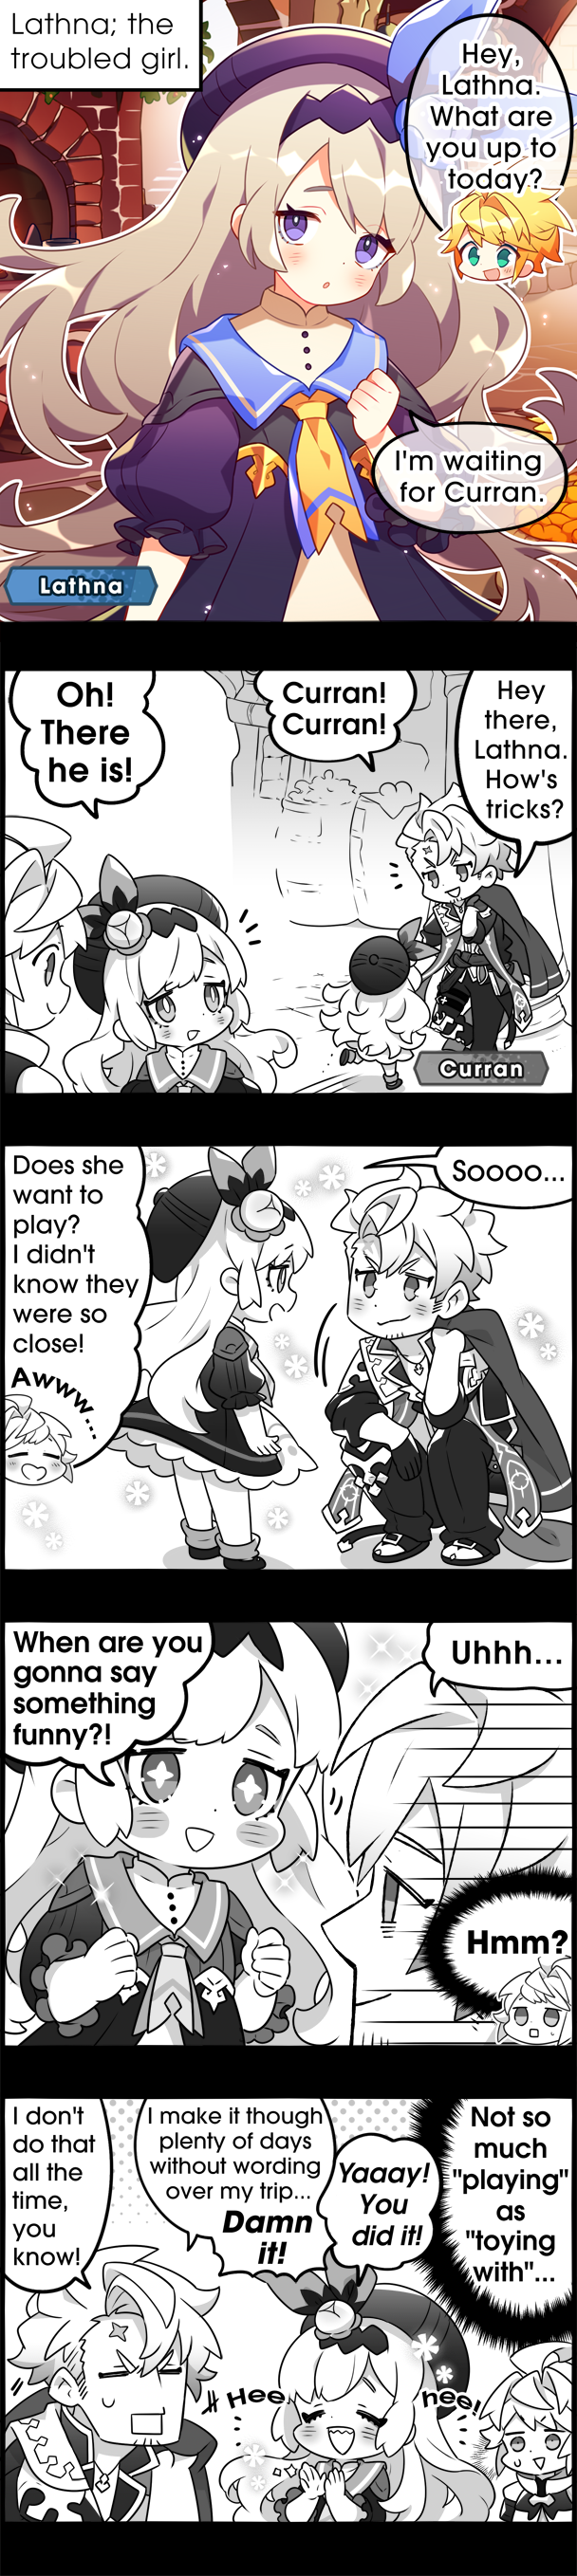 Lathna; the
troubled girl.
Hey,
Lathna.
What are
you up to
today?
I'm waiting
for Curran.
Lathna
Oh!
There
he is!
Curran!
Curran!
Hey
there,
Lathna.
How's
tricks?
Curran
Does she
want to
play?
I didn't
know they
were so
close!
Awww...
Soooo...
When are you
gonna say
something
funny?!
Uhhh...
Hmm?
I don't
do that
all the
time,
you
know!
I make it though
plenty of days
without wording
over my trip...
Damn
it!
Yaaay!
You
did it!
Not so
much
"playing"
as
"toying
with"...
Hee
hee!